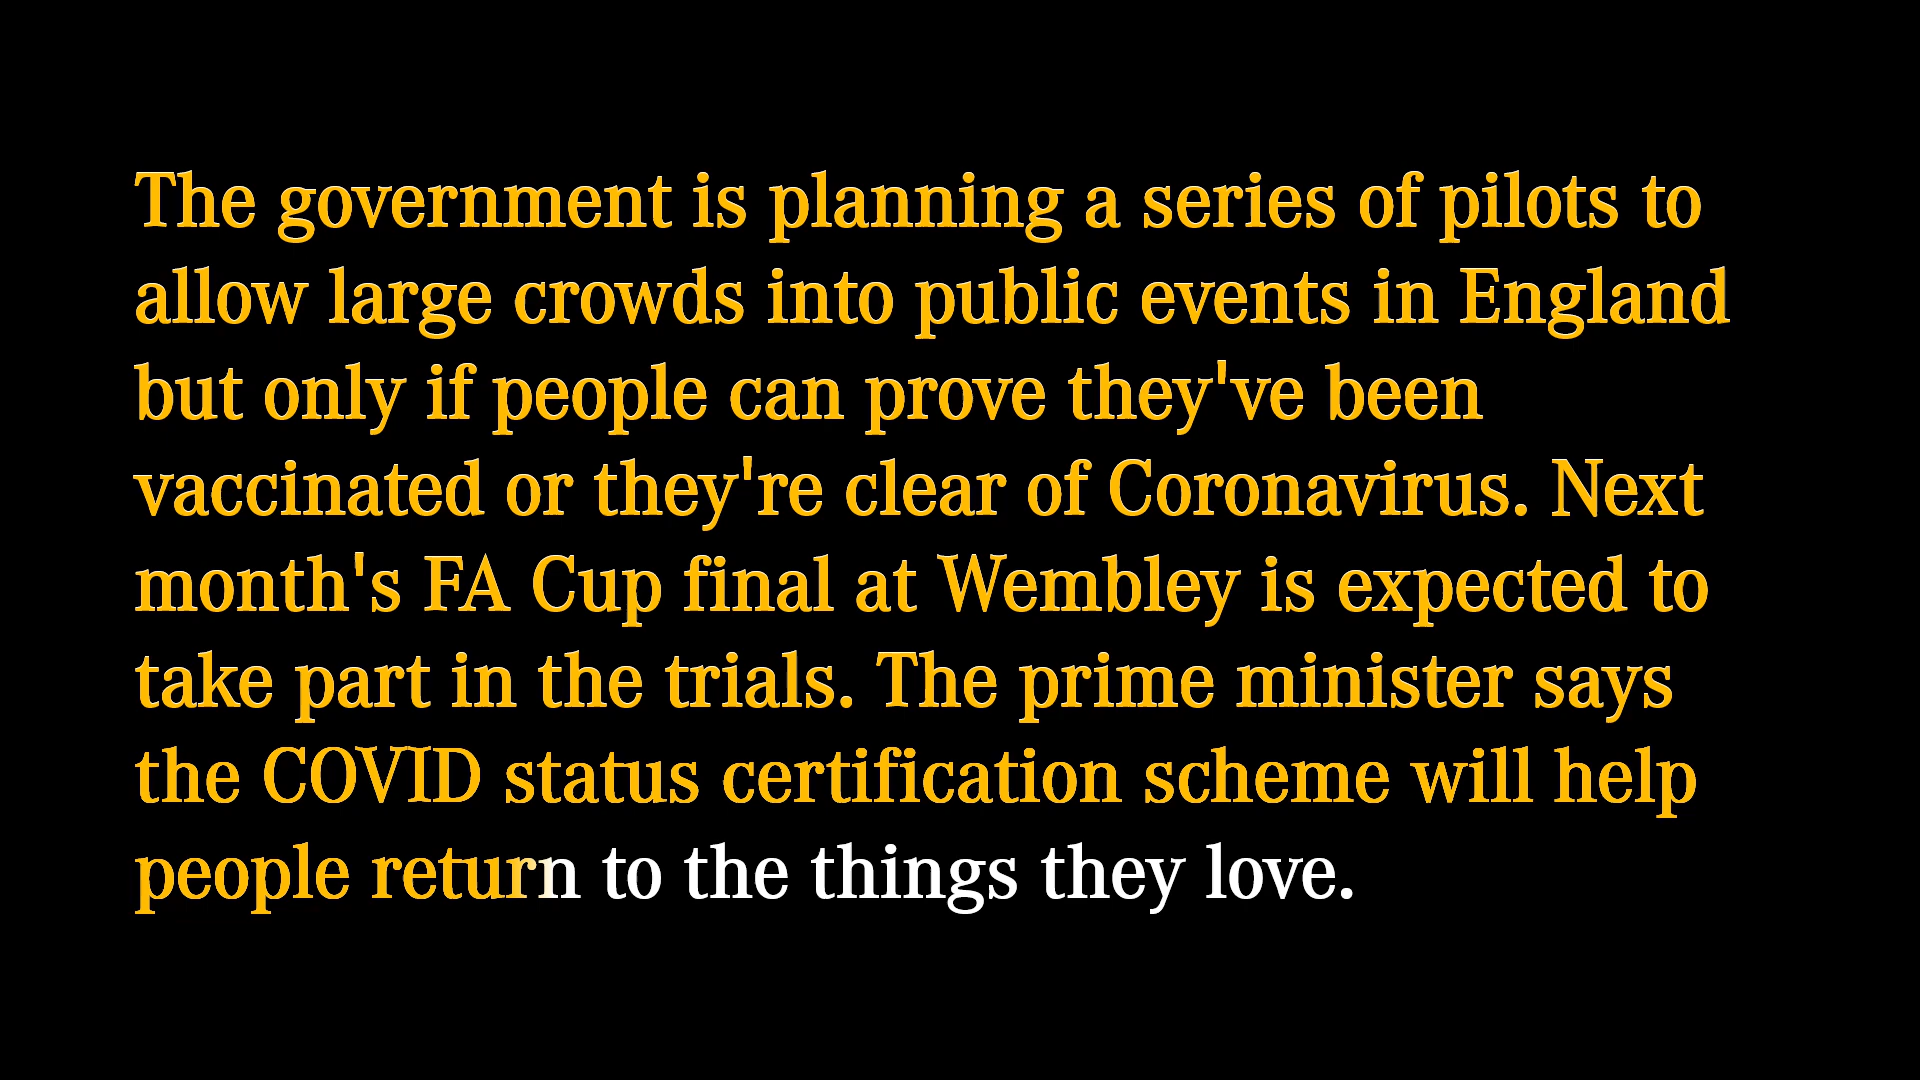 The government is planning a series of pilots to
allow large crowds into public events in England
but only if people can prove they've been
vaccinated or they're clear of Coronavirus. Next
month's FA Cup final at Wembley is expected to
take part in the trials. The prime minister says
the COVID status certification scheme will help
people return to the things they love.